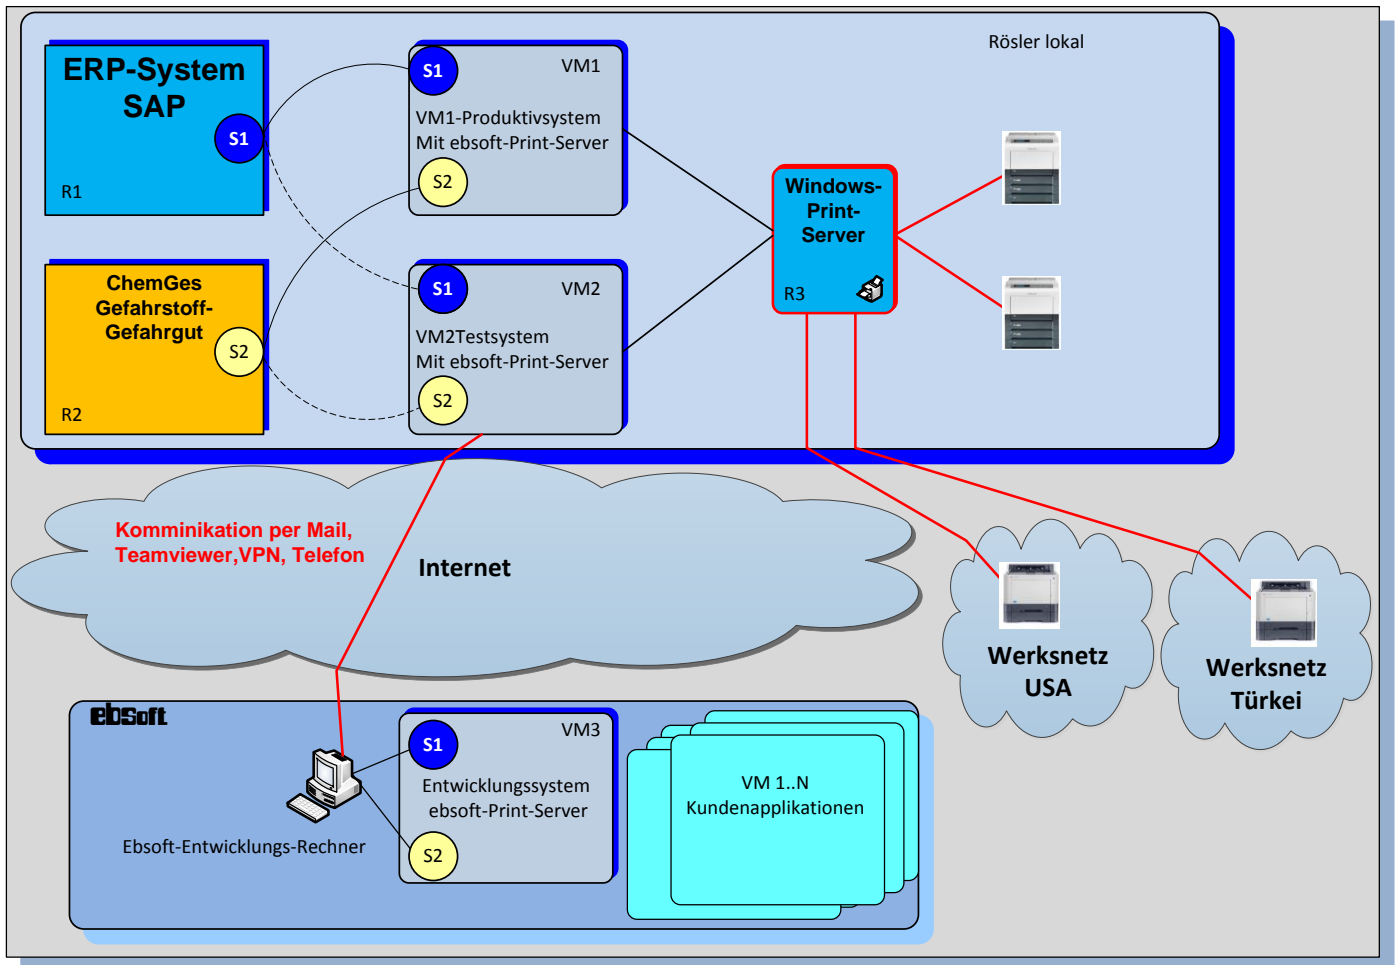 Rösler lokal
ERP-System
SAP
S1
R1
S1
VM1
VM1-Produktivsystem
Mit ebsoft-Print-Server
S2
Windows-
Print-
Server
R3
ChemGes
Gefahrstoff-
Gefahrgut
S2
R2
S1
VM2
VM2Testsystem
Mit ebsoft-Print-Server
S2
Komminikation per Mail,
Teamviewer,VPN, Telefon
Internet
Werksnetz
USA
Werksnetz
Türkei
ebsoft
Ebsoft-Entwicklungs-Rechner
S1
VM3
Entwicklungssystem
ebsoft-Print-Server
S2
VM 1..N
Kundenapplikationen